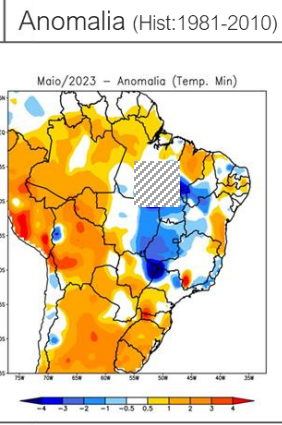 Anomalia (Hist:1981-2010)
Maio/2023 - Anomalia (Temp. Min)
75W 70W 65W 60W 55W 50W 45W 40W 35W
-4 -3 -2 -1 -0.5 0.5 1 2 3 4